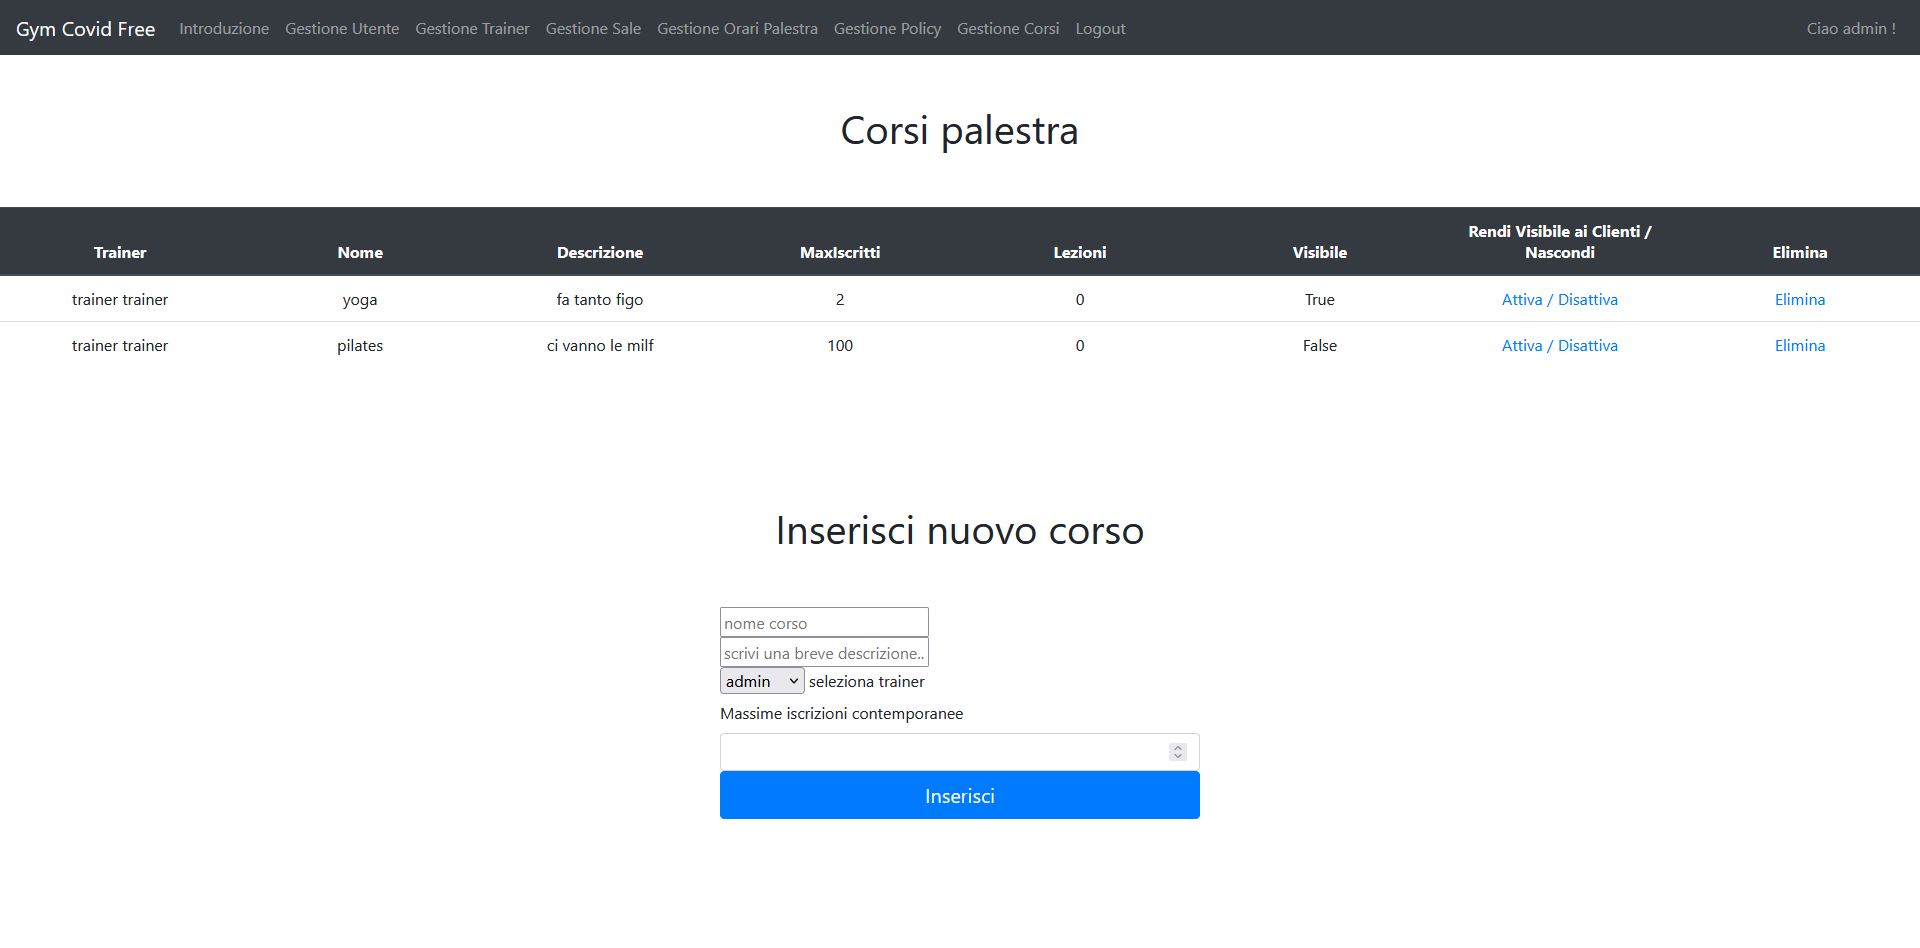 Gym Covid Free Introduzione Gestione Utente Gestione Trainer Gestione Sale Gestione Orari Palestra Gestione Policy Gestione Corsi Logout Ciao admin !
Corsi palestra
Trainer Nome Descrizione MaxIscritti Lezioni Visibile Rendi Visibile ai Clienti / Nascondi Elimina
trainer trainer yoga fa tanto figo 2 0 True Attiva / Disattiva Elimina
trainer trainer pilates ci vanno le milf 100 0 False Attiva / Disattiva Elimina
Inserisci nuovo corso
nome corso
scrivi una breve descrizione..
admin seleziona trainer
Massime iscrizioni contemporanee
Inserisci